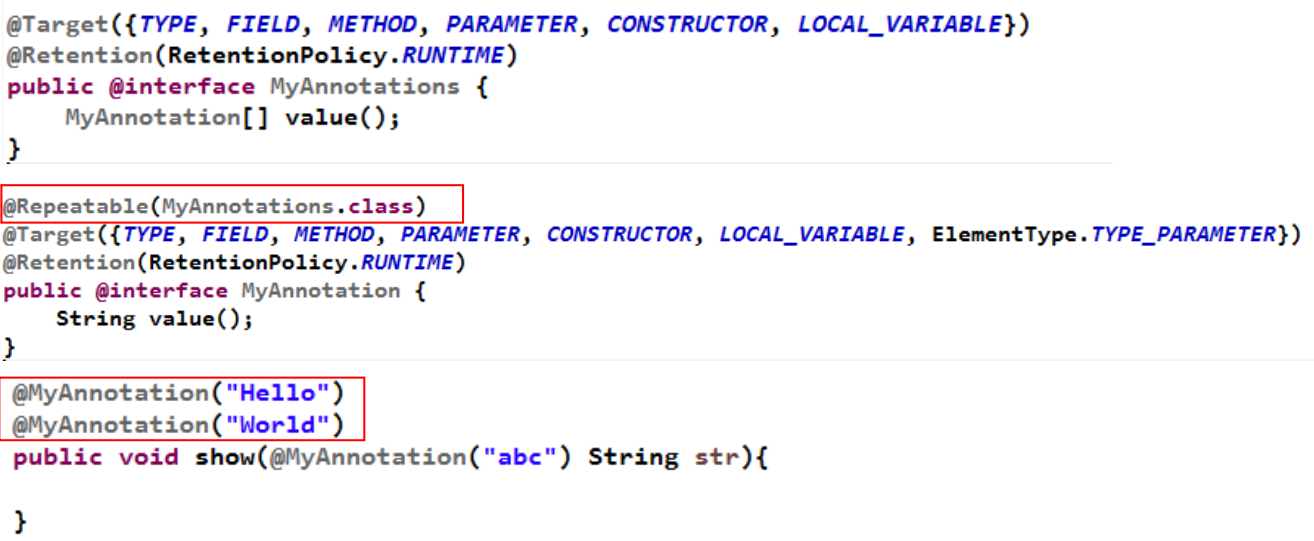 @Target({TYPE, FIELD, METHOD, PARAMETER, CONSTRUCTOR, LOCAL_VARIABLE})
@Retention(RetentionPolicy.RUNTIME)
public @interface MyAnnotations {
    MyAnnotation[] value();
}
@Repeatable(MyAnnotations.class)
@Target({TYPE, FIELD, METHOD, PARAMETER, CONSTRUCTOR, LOCAL_VARIABLE, ElementType.TYPE_PARAMETER})
@Retention(RetentionPolicy.RUNTIME)
public @interface MyAnnotation {
    String value();
}
@MyAnnotation("Hello")
@MyAnnotation("World")
public void show(@MyAnnotation("abc") String str){
}